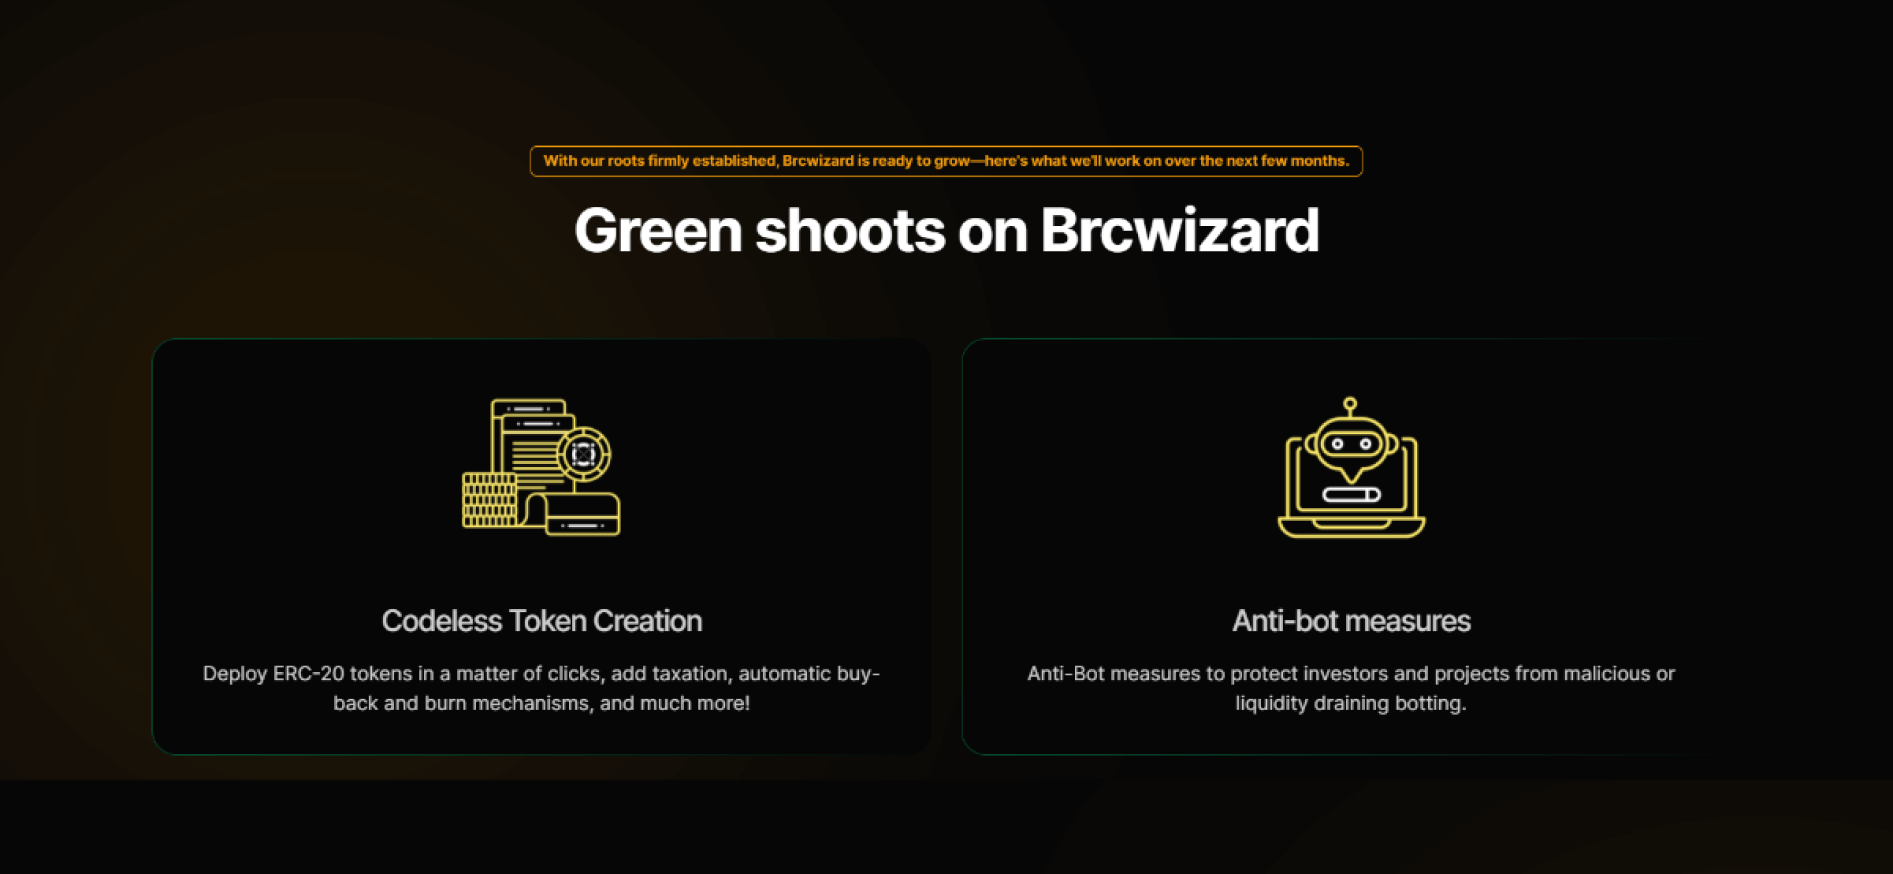 With our roots firmly established, Brcwizard is ready to grow—here's what we'll work on over the next few months.
Green shoots on Brcwizard
Codeless Token Creation
Deploy ERC-20 tokens in a matter of clicks, add taxation, automatic buy-
back and burn mechanisms, and much more!
Anti-bot measures
Anti-Bot measures to protect investors and projects from malicious or
liquidity draining botting.